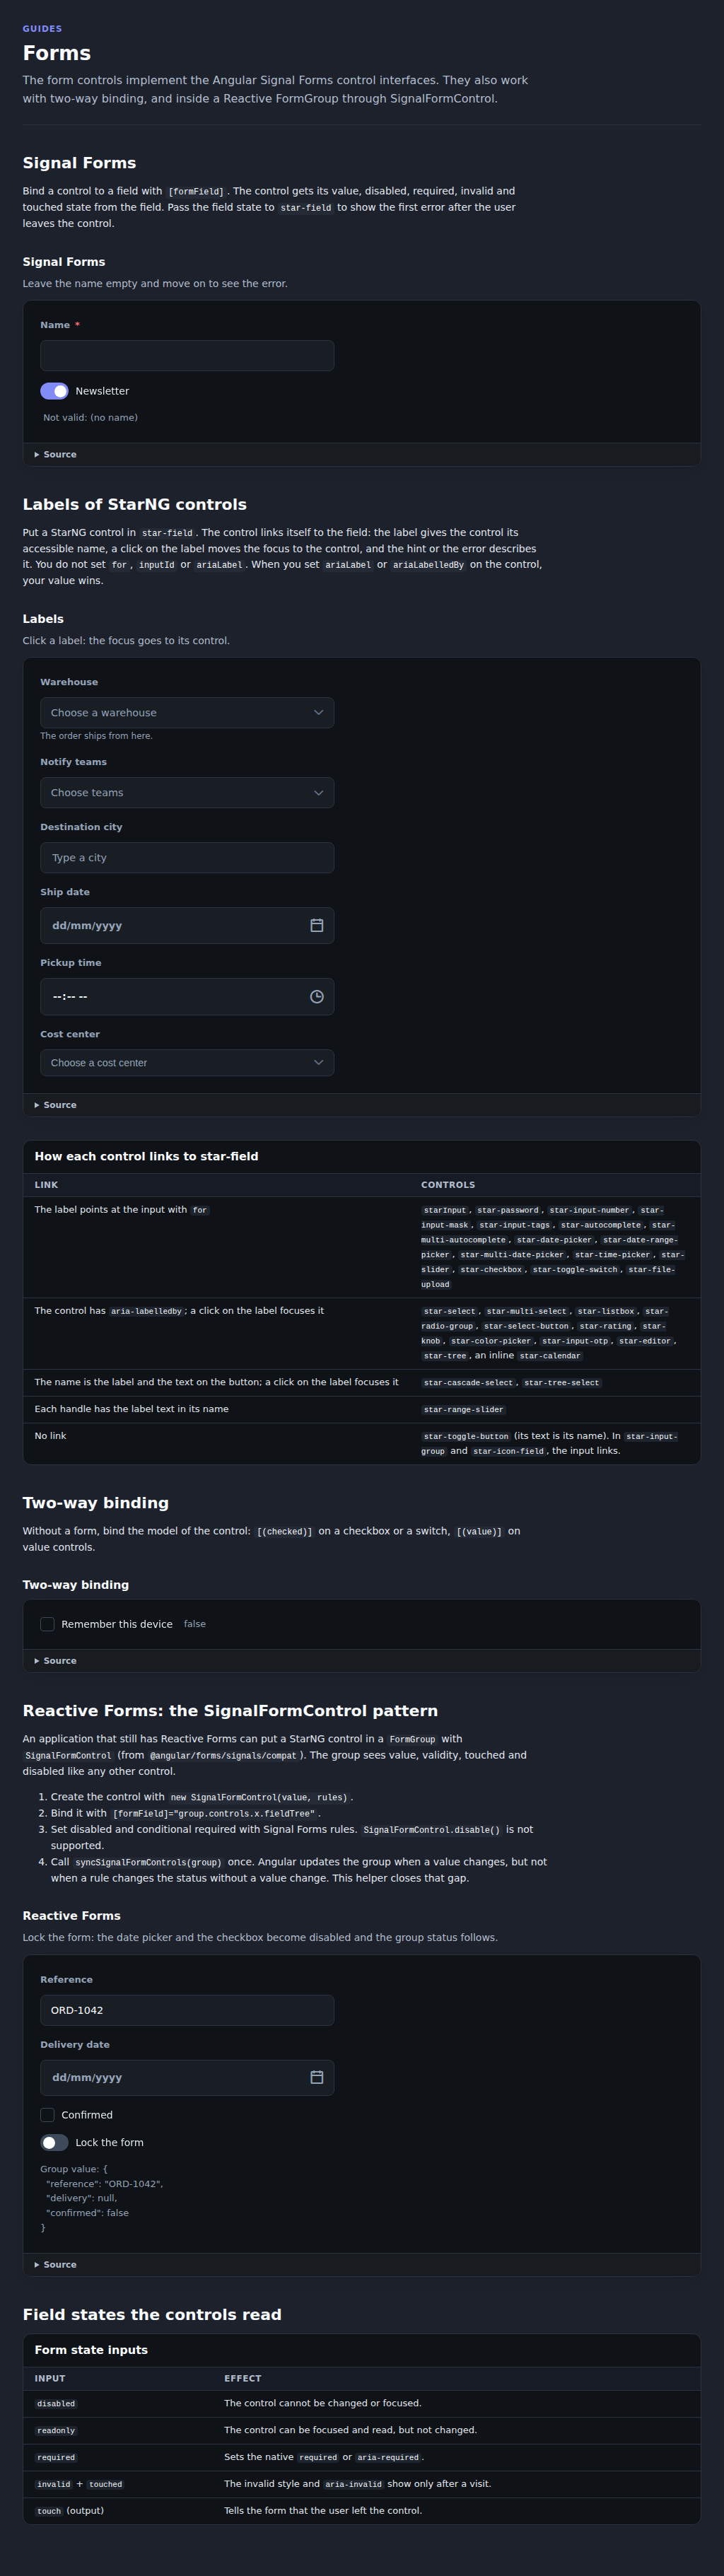 GUIDES
Forms
The form controls implement the Angular Signal Forms control interfaces. They also work
with two-way binding, and inside a Reactive FormGroup through SignalFormControl.
Signal Forms
Bind a control to a field with [formField]. The control gets its value, disabled, required, invalid and
touched state from the field. Pass the field state to star-field to show the first error after the user
leaves the control.
Signal Forms
Leave the name empty and move on to see the error.
Name *
Newsletter
Not valid: (no name)
▶ Source
Labels of StarNG controls
Put a StarNG control in star-field. The control links itself to the field: the label gives the control its
accessible name, a click on the label moves the focus to the control, and the hint or the error describes
it. You do not set for, inputId or ariaLabel. When you set ariaLabel or ariaLabelledBy on the control,
your value wins.
Labels
Click a label: the focus goes to its control.
Warehouse
Choose a warehouse
The order ships from here.
Notify teams
Choose teams
Destination city
Type a city
Ship date
dd/mm/yyyy
Pickup time
--:-- --
Cost center
Choose a cost center
▶ Source
How each control links to star-field
LINK CONTROLS
The label points at the input with for
starInput, star-password, star-input-number, star-
input-mask, star-input-tags, star-autocomplete, star-
multi-autocomplete, star-date-picker, star-date-range-
picker, star-multi-date-picker, star-time-picker, star-
slider, star-checkbox, star-toggle-switch, star-file-
upload
The control has aria-labelledby; a click on the label focuses it
star-select, star-multi-select, star-listbox, star-
radio-group, star-select-button, star-rating, star-
knob, star-color-picker, star-input-otp, star-editor,
star-tree, an inline star-calendar
The name is the label and the text on the button; a click on the label focuses it
star-cascade-select, star-tree-select
Each handle has the label text in its name
star-range-slider
No link
star-toggle-button (its text is its name). In star-input-
group and star-icon-field, the input links.
Two-way binding
Without a form, bind the model of the control: [(checked)] on a checkbox or a switch, [(value)] on
value controls.
Two-way binding
Remember this device false
▶ Source
Reactive Forms: the SignalFormControl pattern
An application that still has Reactive Forms can put a StarNG control in a FormGroup with
SignalFormControl (from @angular/forms/signals/compat). The group sees value, validity, touched and
disabled like any other control.
1. Create the control with new SignalFormControl(value, rules).
2. Bind it with [formField]="group.controls.x.fieldTree".
3. Set disabled and conditional required with Signal Forms rules. SignalFormControl.disable() is not
supported.
4. Call syncSignalFormControls(group) once. Angular updates the group when a value changes, but not
when a rule changes the status without a value change. This helper closes that gap.
Reactive Forms
Lock the form: the date picker and the checkbox become disabled and the group status follows.
Reference
ORD-1042
Delivery date
dd/mm/yyyy
Confirmed
Lock the form
Group value: {
"reference": "ORD-1042",
"delivery": null,
"confirmed": false
}
▶ Source
Field states the controls read
Form state inputs
INPUT EFFECT
disabled The control cannot be changed or focused.
readonly The control can be focused and read, but not changed.
required Sets the native required or aria-required.
invalid + touched The invalid style and aria-invalid show only after a visit.
touch (output) Tells the form that the user left the control.